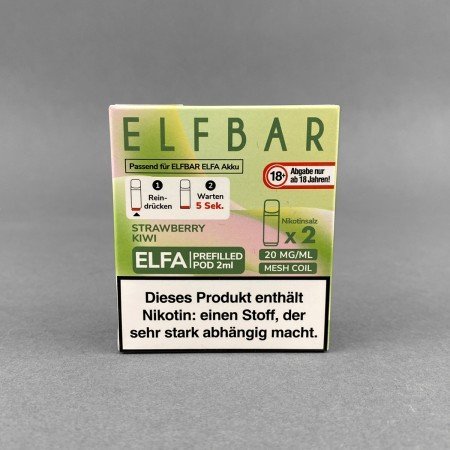 ELFBAR
Passend für ELFBAR ELFA Akku
18+ Abgabe nur
ab 18 Jahren!
1 Rein-
drücken
2 Warten
5 Sek.
Nikotinsalz
x 2
STRAWBERRY
KIWI
ELFA PREFILLED
POD 2ml
20 MG/ML
MESH COIL
Dieses Produkt enthält
Nikotin: einen Stoff, der
sehr stark abhängig macht.